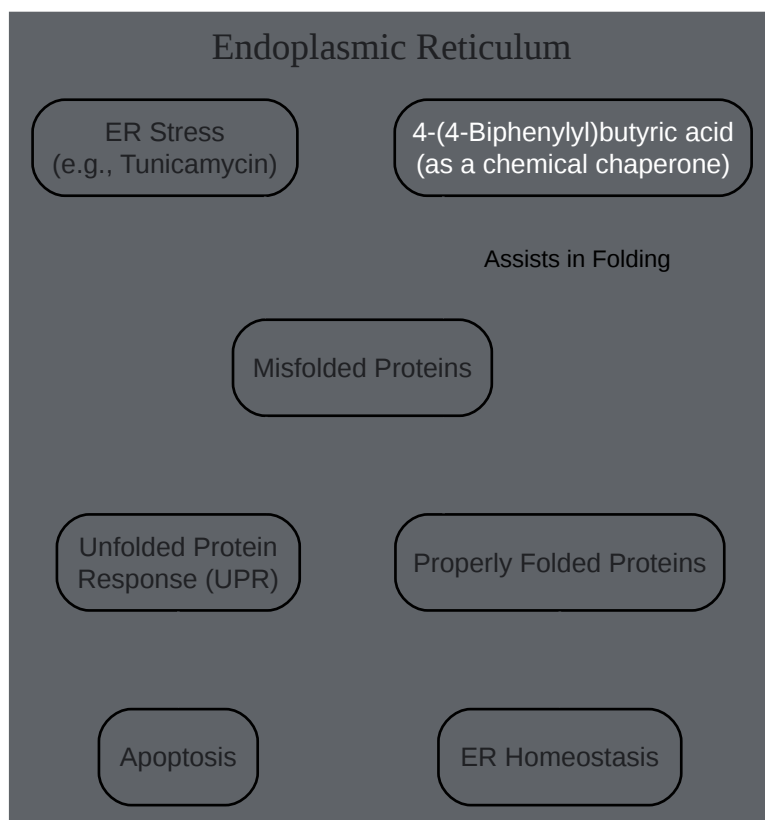 Endoplasmic Reticulum
ER Stress
(e.g., Tunicamycin)
4-(4-Biphenylyl)butyric acid
(as a chemical chaperone)
Assists in Folding
Misfolded Proteins
Unfolded Protein
Response (UPR)
Properly Folded Proteins
Apoptosis
ER Homeostasis